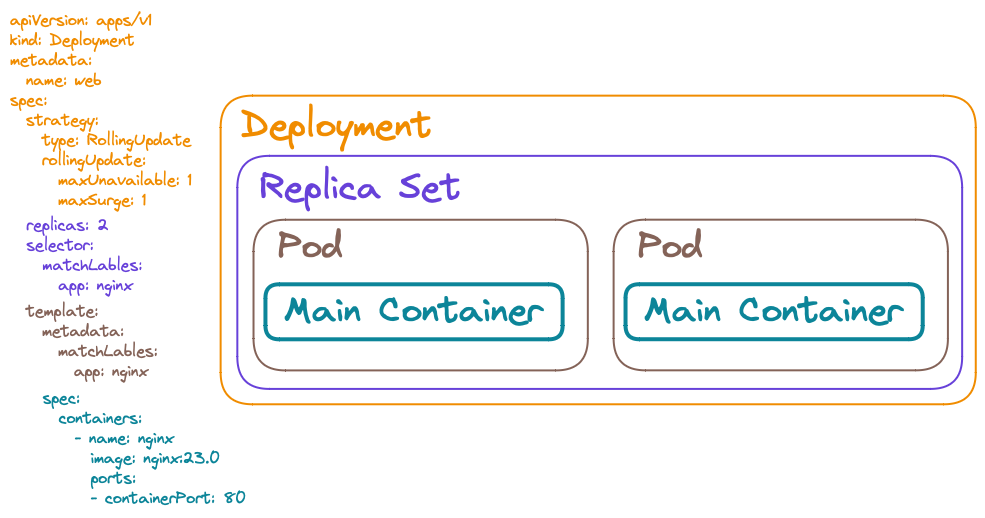 apiVersion: apps/v1
kind: Deployment
metadata:
name: web
spec:
strategy:
type: RollingUpdate
rollingUpdate:
maxUnavailable: 1
maxSurge: 1
replicas: 2
selector:
matchLables:
app: nginx
template:
metadata:
matchLables:
app: nginx
spec:
containers:
- name: nginx
image: nginx:23.0
ports:
- containerPort: 80
Deployment
Replica Set
Pod
Main Container
Pod
Main Container